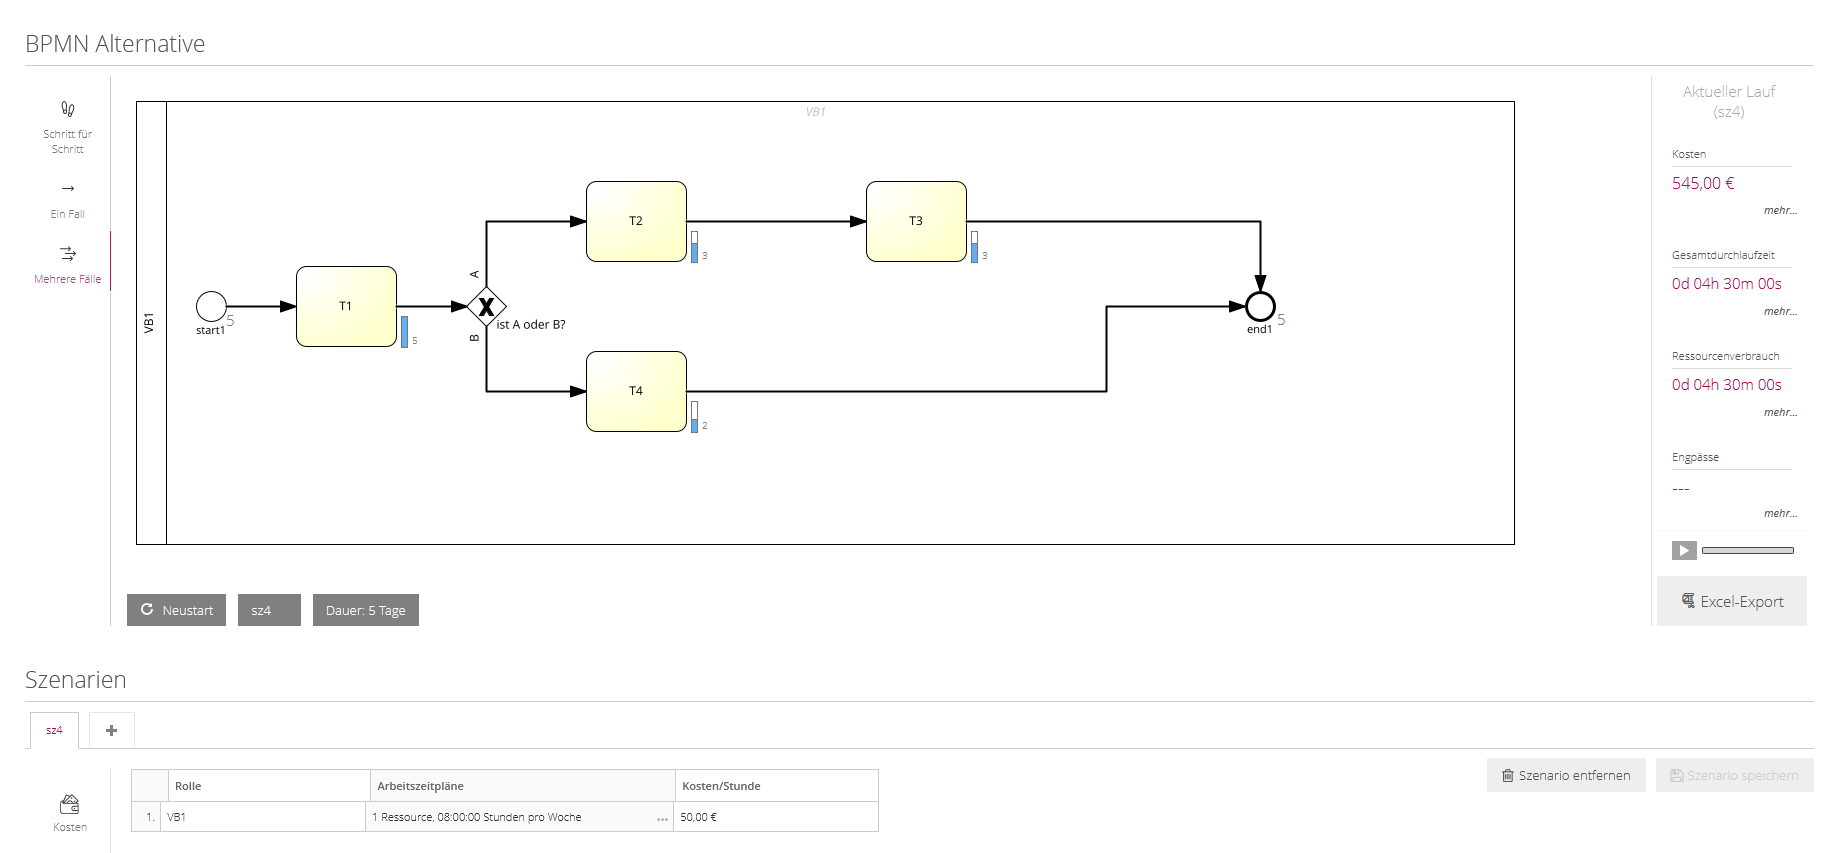 BPMN Alternative
Schritt für
Schritt
Ein Fall
Mehrere Fälle
VB1
VB1
start1
5
T1
5
A
B
ist A oder B?
T2
3
T3
3
T4
2
end1
5
Neustart
sz4
Dauer: 5 Tage
Aktueller Lauf
(sz4)
Kosten
545,00 €
mehr...
Gesamtdurchlaufzeit
0d 04h 30m 00s
mehr...
Ressourcenverbrauch
0d 04h 30m 00s
mehr...
Engpässe
---
mehr...
Excel-Export
Szenarien
sz4
Szenario entfernen
Szenario speichern
Kosten
Rolle Arbeitszeitpläne Kosten/Stunde
1. VB1 1 Ressource, 08:00:00 Stunden pro Woche ... 50,00 €